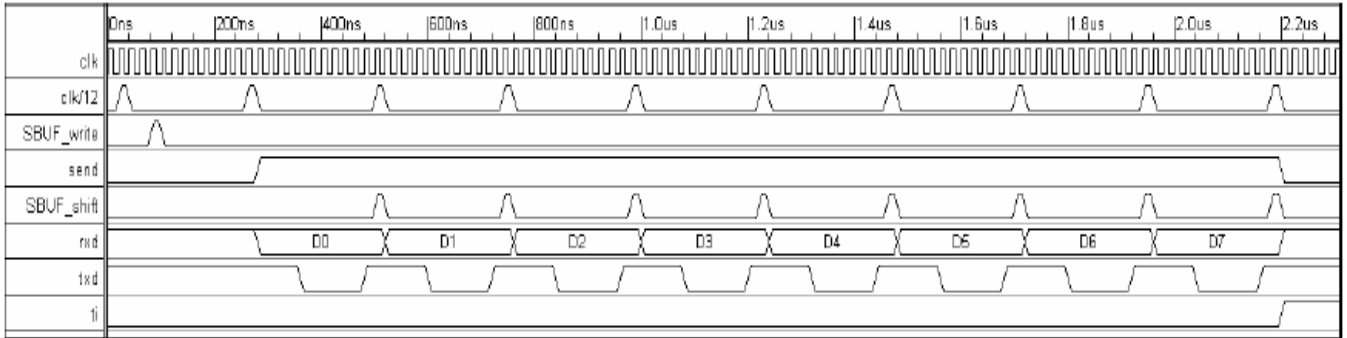 0ns 200ns 400ns 600ns 800ns 1.0us 1.2us 1.4us 1.6us 1.8us 2.0us 2.2us
clk
clk/12
SBUF_write
send
SBUF_shift
rxd D0 D1 D2 D3 D4 D5 D6 D7
txd
ti